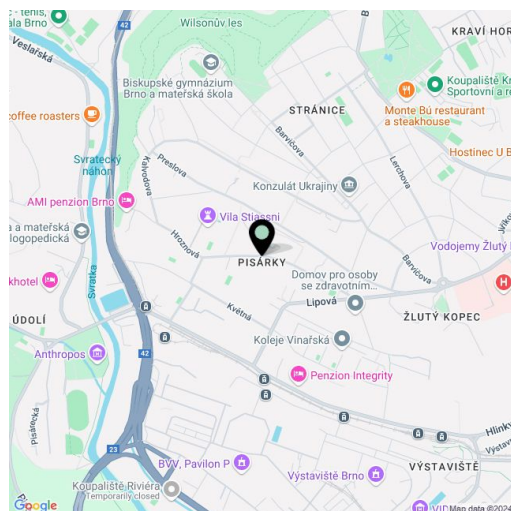 c - tenis,
ala Brno
42
Wilsonův les
KRAVÍ HOR
Veslařská
Biskupské gymnázium
Brno a mateřská škola
Koupaliště Kr
Sportovní a r
Monte Bú restaurant
a steakhouse
STRÁNICE
coffee roasters
Barvičova
Hostinec U B
Svratecký
náhon
Preslova
Kalvodova
Lerchova
Konzulát Ukrajiny
AMI penzion Brno
Vila Stiassni
a a mateřská
logopedická
Hroznová
Vodojemy Žlutý
Barvičova
PISÁRKY
Domov pro osoby
se zdravotním...
khotel
Svratka
Lipová
H
Květná
ŽLUTÝ KOPEC
ÚDOLÍ
Koleje Vinařská
Anthropos
42
Penzion Integrity
Pisárecká
Hlinky
23
BVV, Pavilon P
Výstaviště Brno
VÝSTAVIŠTĚ
Koupaliště Riviéra
Temporarily closed
Google
VID
Map data ©2024